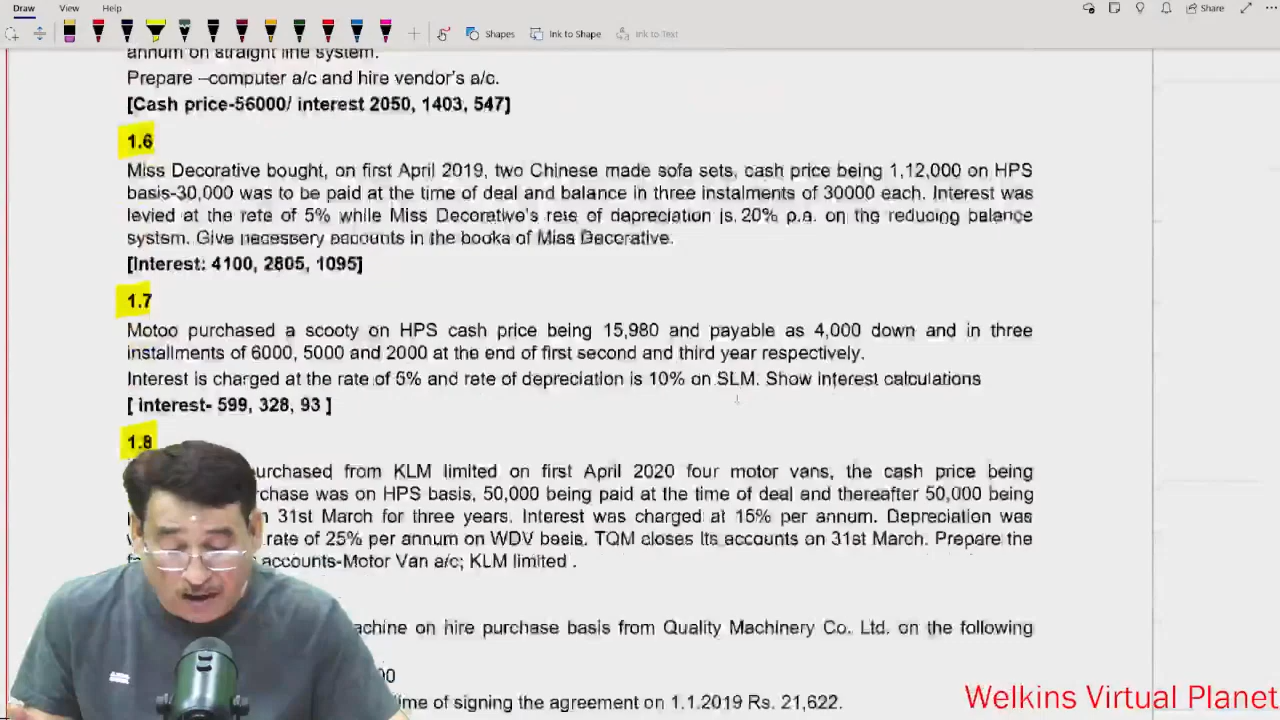 Draw View Help
Shapes Ink to Shape Ink to Text Share
annum on straight line system.
Prepare –computer a/c and hire vendor's a/c.
[Cash price-56000/ interest 2050, 1403, 547]
1.6
Miss Decorative bought, on first April 2019, two Chinese made sofa sets, cash price being 1,12,000 on HPS
basis-30,000 was to be paid at the time of deal and balance in three instalments of 30000 each. Interest was
levied at the rate of 5% while Miss Decorative's rate of depreciation is 20% p.a. on the reducing balance
system. Give necessery accounts in the books of Miss Decorative.
[Interest: 4100, 2805, 1095]
1.7
Motoo purchased a scooty on HPS cash price being 15,980 and payable as 4,000 down and in three
installments of 6000, 5000 and 2000 at the end of first second and third year respectively.
Interest is charged at the rate of 5% and rate of depreciation is 10% on SLM. Show interest calculations
[ interest- 599, 328, 93 ]
1.8
urchased from KLM limited on first April 2020 four motor vans, the cash price being
rchase was on HPS basis, 50,000 being paid at the time of deal and thereafter 50,000 being
n 31st March for three years. Interest was charged at 15% per annum. Depreciation was
rate of 25% per annum on WDV basis. TQM closes its accounts on 31st March. Prepare the
accounts-Motor Van a/c; KLM limited .
achine on hire purchase basis from Quality Machinery Co. Ltd. on the following
00
ime of signing the agreement on 1.1.2019 Rs. 21,622.
Welkins Virtual Planet